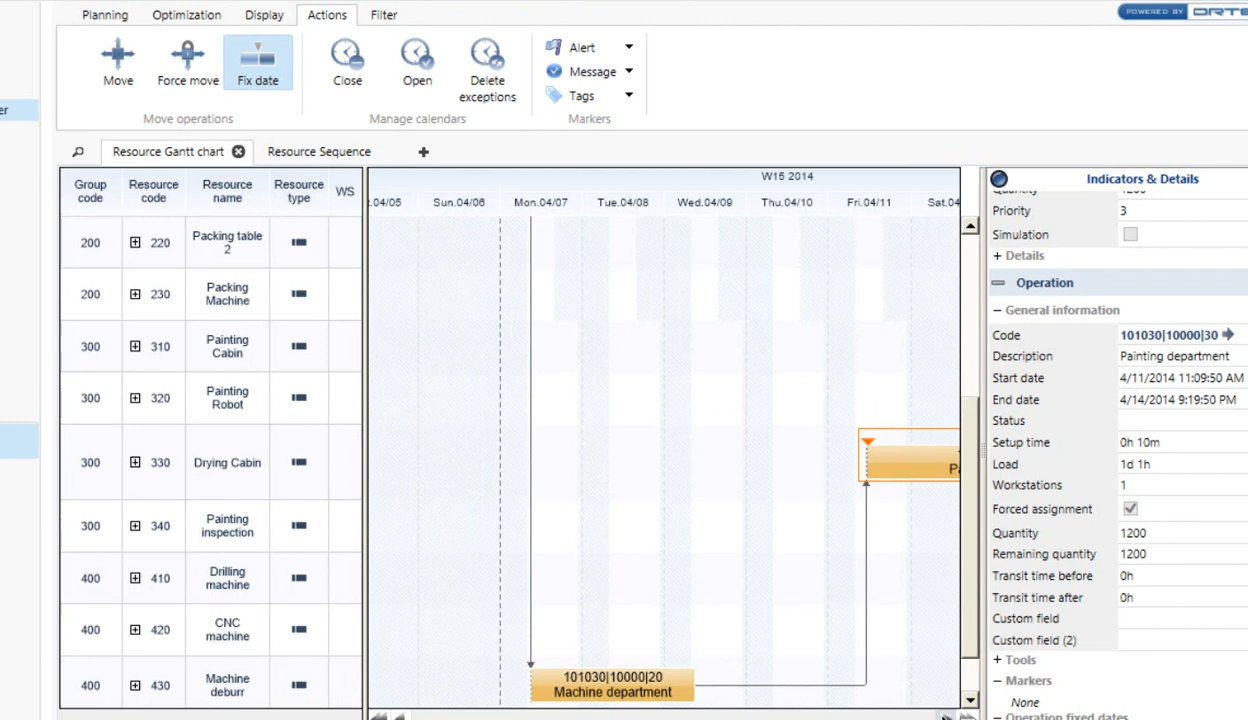 Planning Optimization Display Actions Filter
POWERED BY
Move Force move Fix date Close Open Delete exceptions
Alert
Message
Tags
Move operations Manage calendars Markers
er
Resource Gantt chart Resource Sequence
Group code Resource code Resource name Resource type WS
W15 2014
.04/05 Sun.04/06 Mon.04/07 Tue.04/08 Wed.04/09 Thu.04/10 Fri.04/11 Sat.04
200 220 Packing table 2
200 230 Packing Machine
300 310 Painting Cabin
300 320 Painting Robot
300 330 Drying Cabin
300 340 Painting inspection
400 410 Drilling machine
400 420 CNC machine
400 430 Machine deburr
101030|10000|20
Machine department
Indicators & Details
Priority 3
Simulation
+ Details
Operation
− General information
Code 101030|10000|30
Description Painting department
Start date 4/11/2014 11:09:50 AM
End date 4/14/2014 9:19:50 PM
Status
Setup time 0h 10m
Load 1d 1h
Workstations 1
Forced assignment
Quantity 1200
Remaining quantity 1200
Transit time before 0h
Transit time after 0h
Custom field
Custom field (2)
+ Tools
− Markers
None
− Operation fixed dates